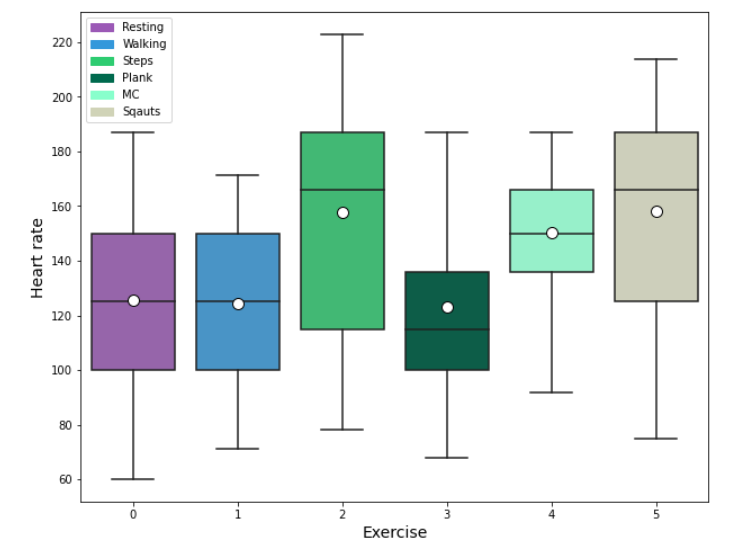 Resting
Walking
Steps
Plank
MC
Sqauts
220
200
180
160
140
120
100
80
60
Heart rate
0 1 2 3 4 5
Exercise